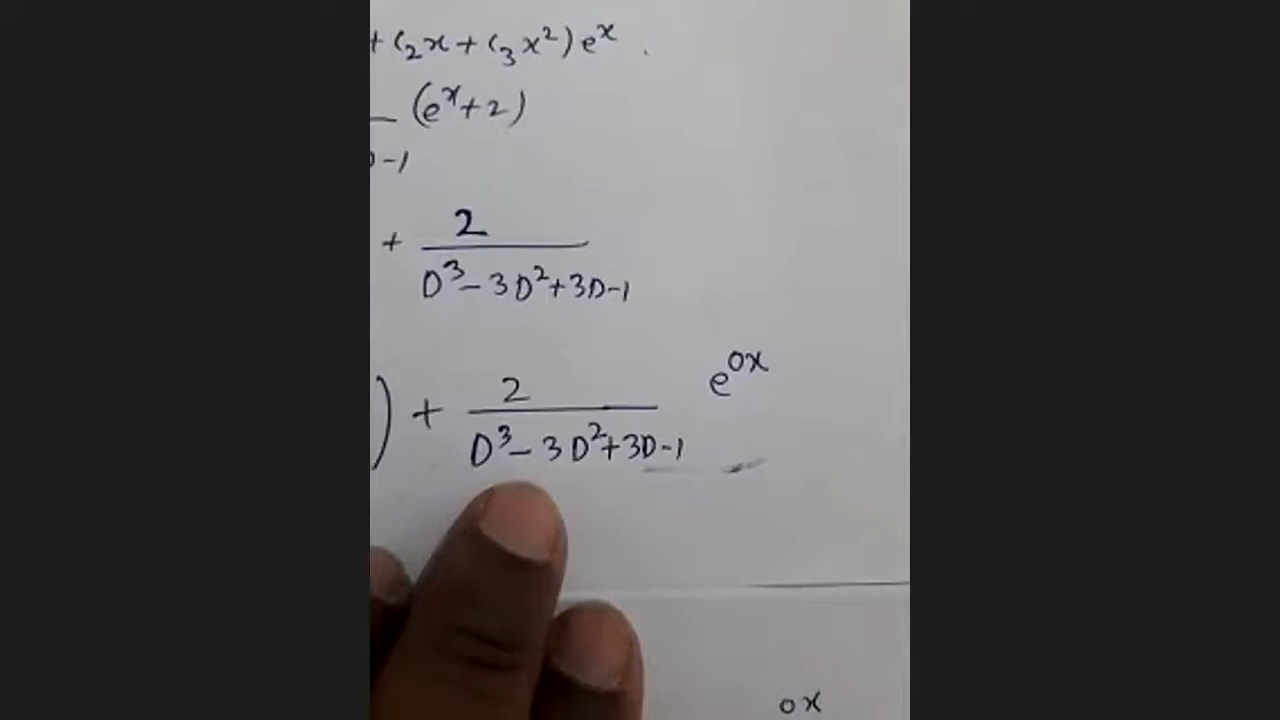 + C₂x + C₃x²) eˣ .
(eˣ + 2)
D-1
+ 2
D³ - 3D² + 3D - 1
) + 2 e⁰ˣ
D³ - 3D² + 3D - 1
0x